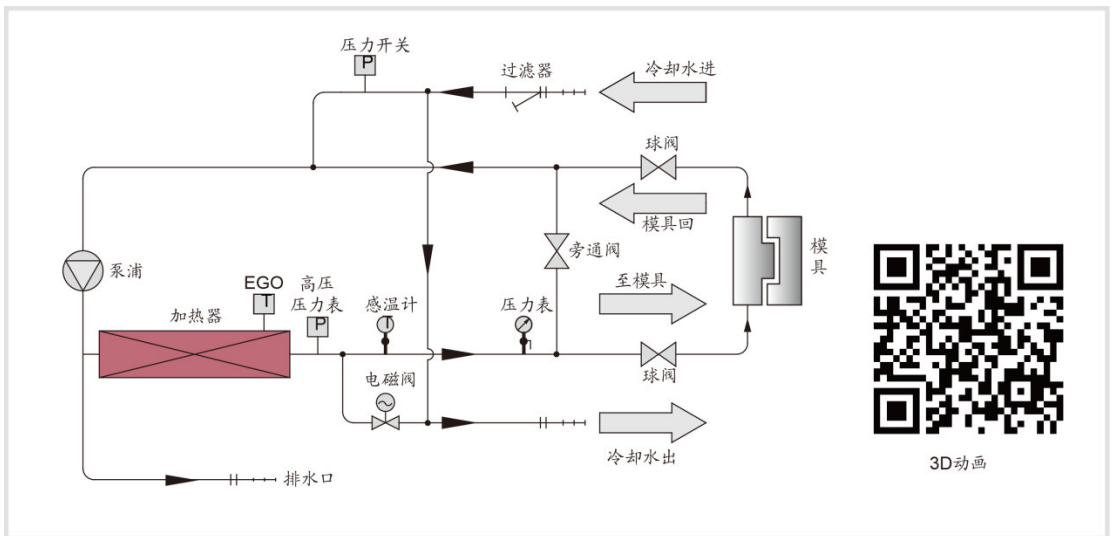 压力开关
P
过滤器
冷却水进
球阀
模具回
旁通阀
模具
泵浦
EGO
T
高压
压力表
P
感温计
T
压力表
至模具
加热器
球阀
电磁阀
冷却水出
排水口
3D动画